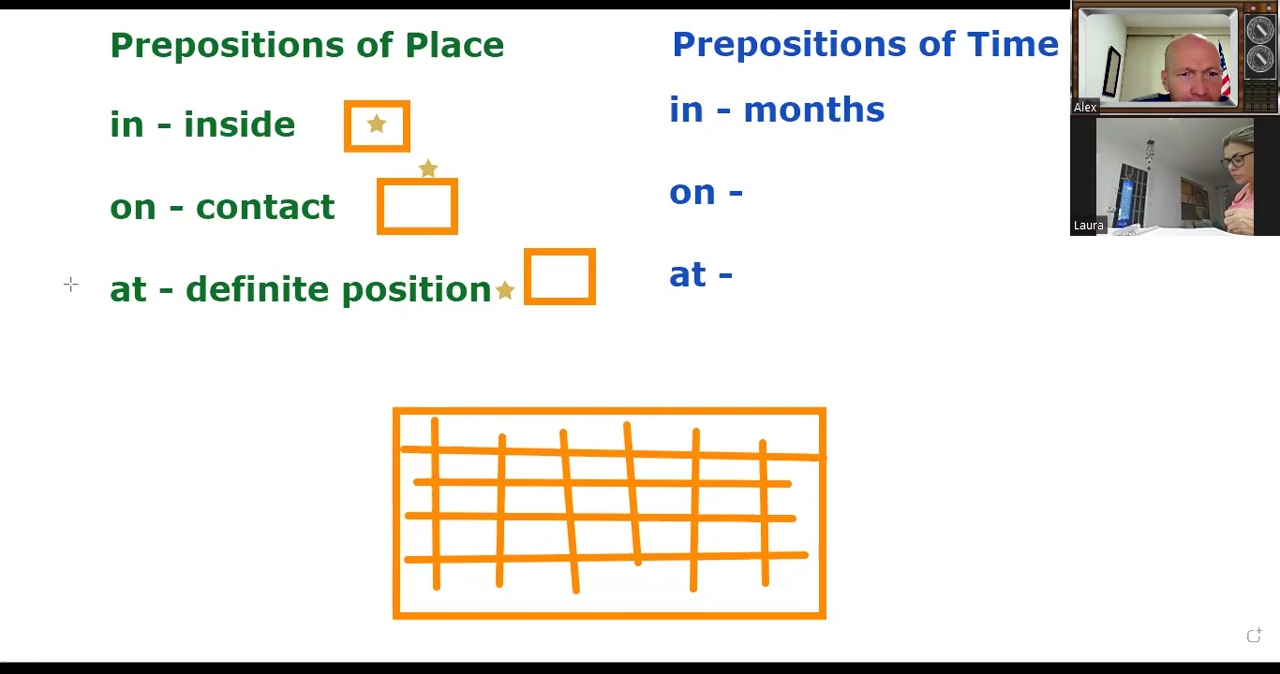 Prepositions of Place
in - inside
on - contact
at - definite position
Prepositions of Time
in - months
on -
at -
Alex
Laura